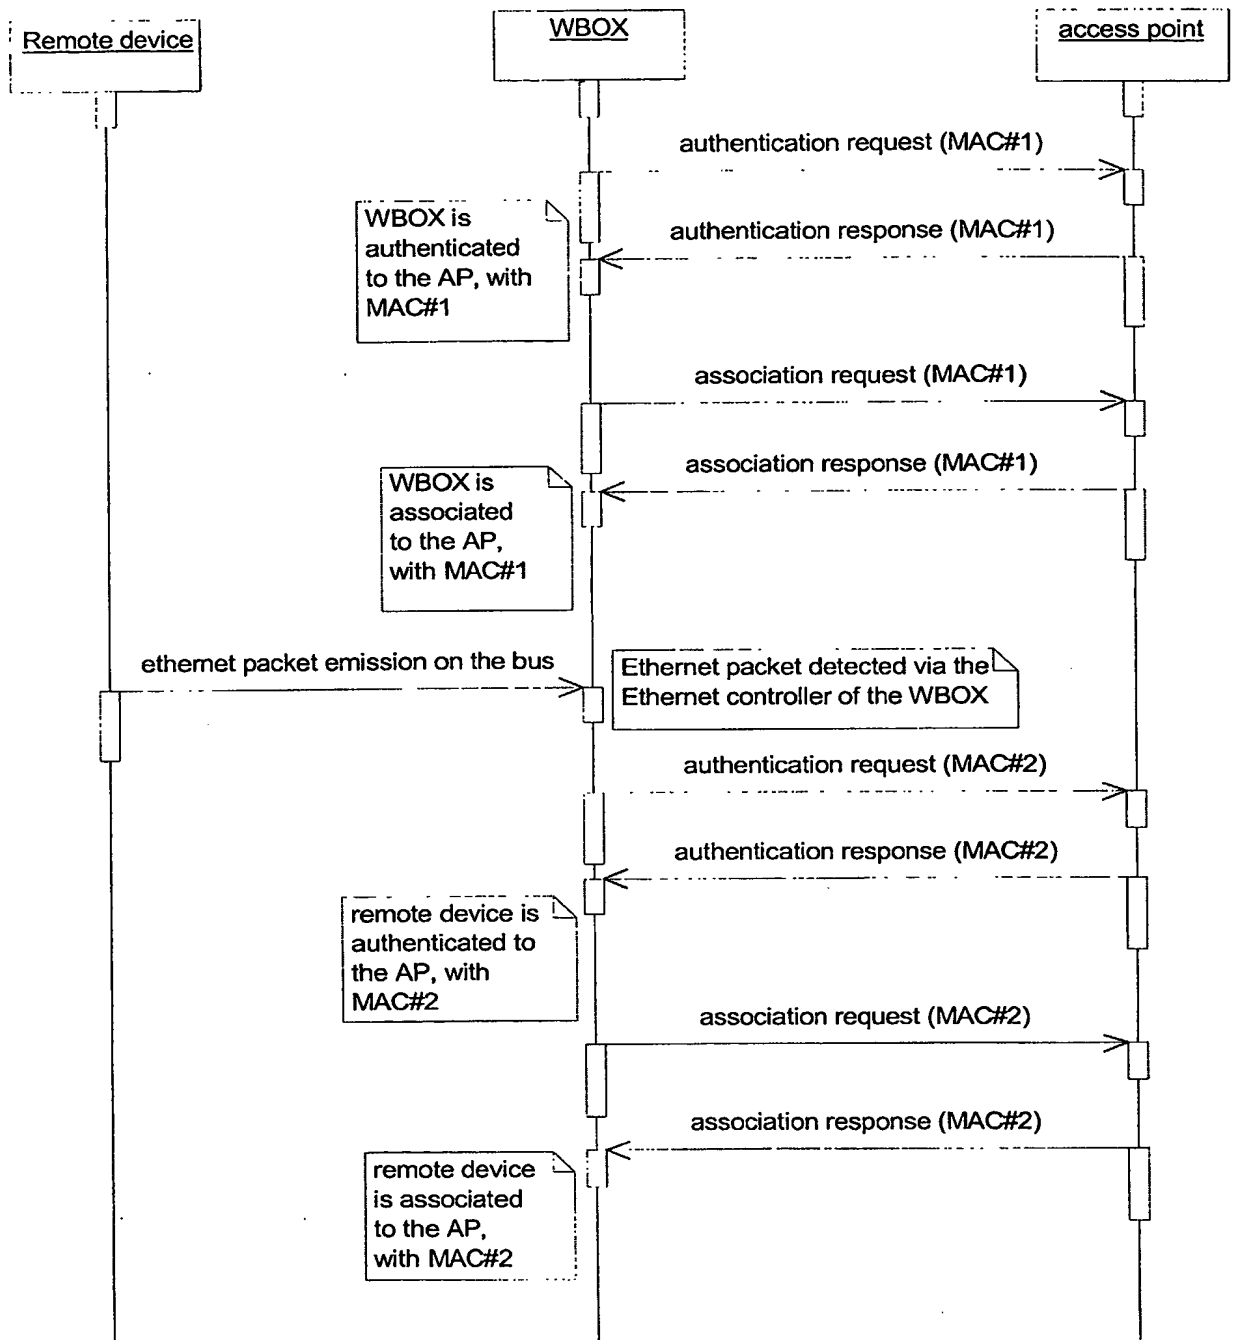 Remote device
WBOX
access point
authentication request (MAC#1)
WBOX is
authenticated
to the AP, with
MAC#1
authentication response (MAC#1)
association request (MAC#1)
association response (MAC#1)
WBOX is
associated
to the AP,
with MAC#1
ethernet packet emission on the bus
Ethernet packet detected via the
Ethernet controller of the WBOX
authentication request (MAC#2)
authentication response (MAC#2)
remote device is
authenticated to
the AP, with
MAC#2
association request (MAC#2)
association response (MAC#2)
remote device
is associated
to the AP,
with MAC#2